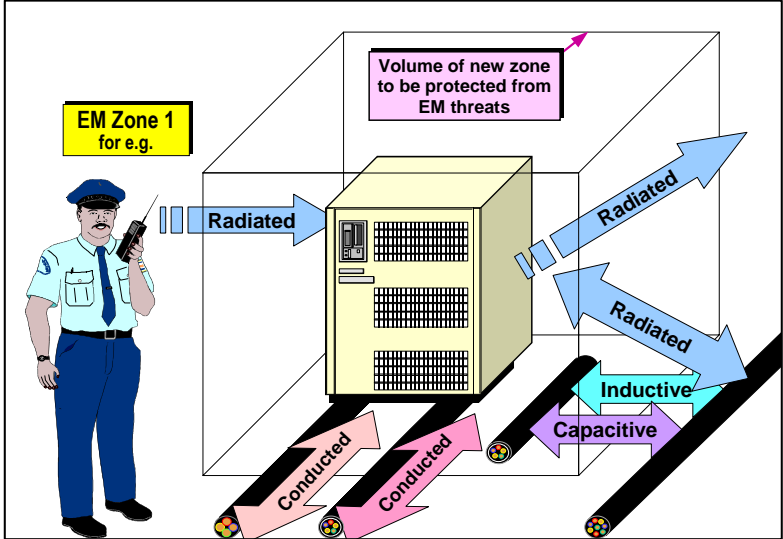 Volume of new zone
to be protected from
EM threats
EM Zone 1
for e.g.
Radiated
Radiated
Radiated
Inductive
Capacitive
Conducted
Conducted